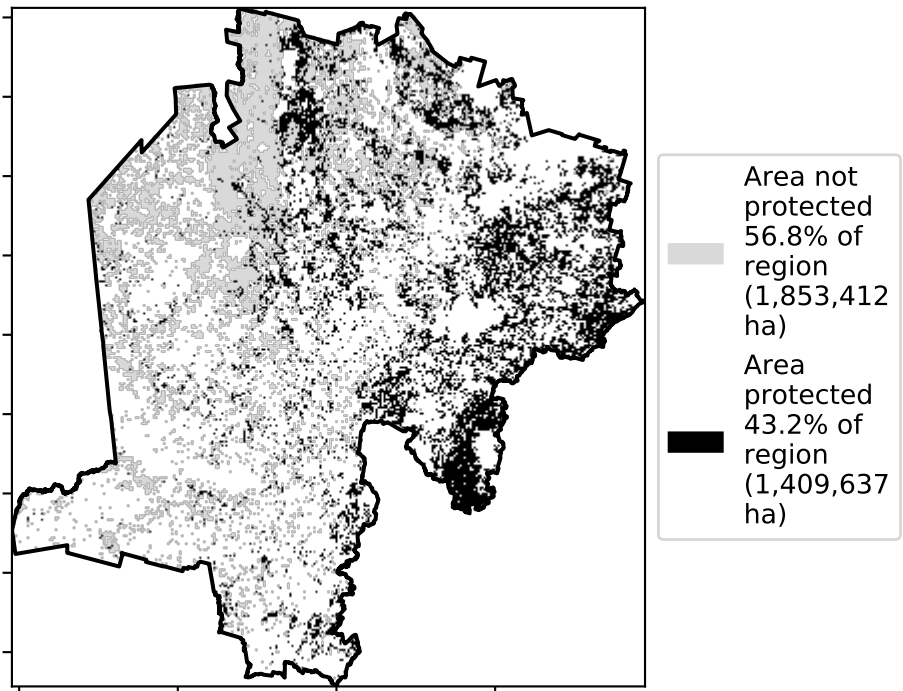 Area not
protected
56.8% of
region
(1,853,412
ha)
Area
protected
43.2% of
region
(1,409,637
ha)